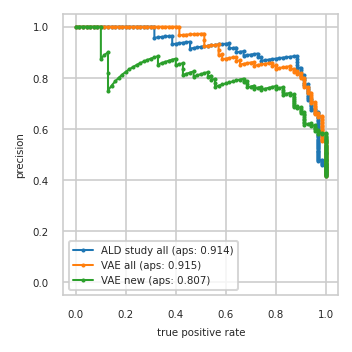 1.0
0.8
0.6
0.4
0.2
0.0
precision
ALD study all (aps: 0.914)
VAE all (aps: 0.915)
VAE new (aps: 0.807)
0.0 0.2 0.4 0.6 0.8 1.0
true positive rate